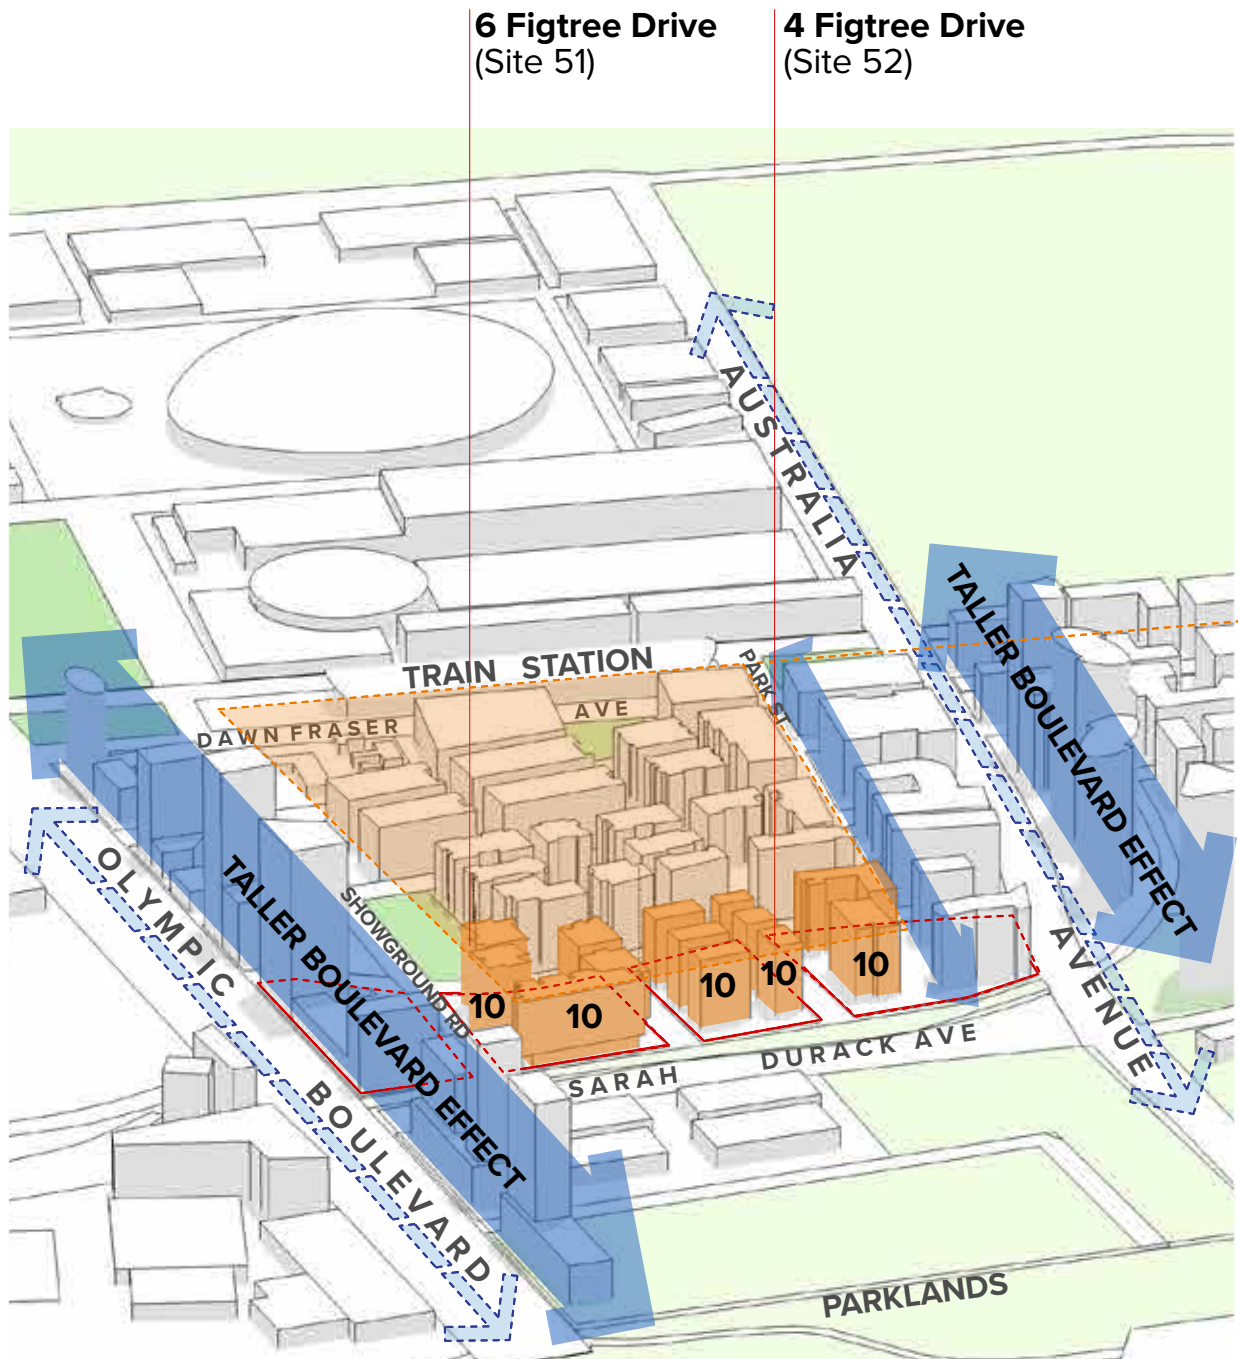 6 Figtree Drive
(Site 51)
4 Figtree Drive
(Site 52)
AUSTRALIA
AVENUE
TALLER BOULEVARD EFFECT
TRAIN STATION
PARK ST
DAWN FRASER
AVE
OLYMPIC
BOULEVARD
TALLER BOULEVARD EFFECT
SHOWGROUND RD
10
10
10
10
10
SARAH
DURACK AVE
PARKLANDS